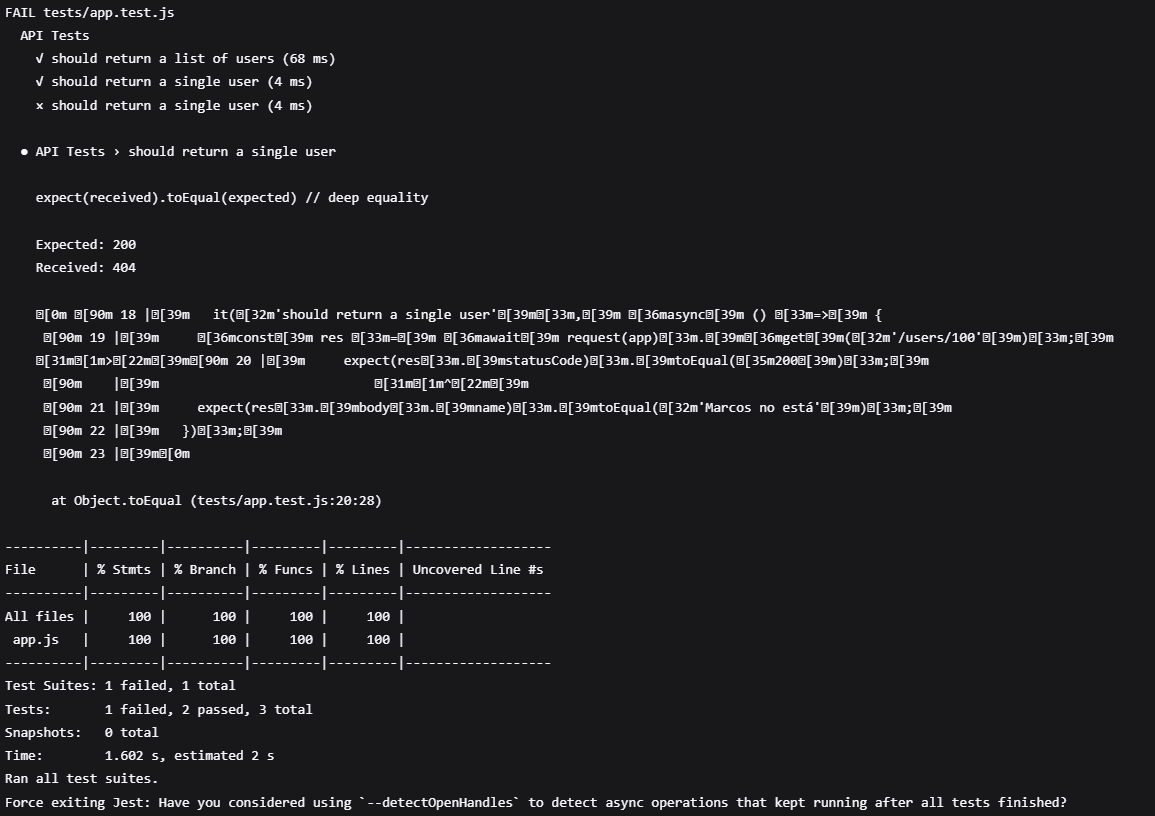 FAIL tests/app.test.js
  API Tests
    √ should return a list of users (68 ms)
    √ should return a single user (4 ms)
    × should return a single user (4 ms)

  ● API Tests › should return a single user

    expect(received).toEqual(expected) // deep equality

    Expected: 200
    Received: 404

    [0m [90m 18 |[39m   it([32m'should return a single user'[39m[33m,[39m [36masync[39m () [33m=>[39m {
     [90m 19 |[39m     [36mconst[39m res [33m=[39m [36mawait[39m request(app)[33m.[39m[36mget[39m([32m'/users/100'[39m)[33m;[39m
    [31m[1m>[22m[39m[90m 20 |[39m     expect(res[33m.[39mstatusCode)[33m.[39mtoEqual([35m200[39m)[33m;[39m
     [90m    |[39m                            [31m[1m^[22m[39m
     [90m 21 |[39m     expect(res[33m.[39mbody[33m.[39mname)[33m.[39mtoEqual([32m'Marcos no está'[39m)[33m;[39m
     [90m 22 |[39m   })[33m;[39m
     [90m 23 |[39m[0m

      at Object.toEqual (tests/app.test.js:20:28)

----------|---------|----------|---------|---------|-------------------
File      | % Stmts | % Branch | % Funcs | % Lines | Uncovered Line #s
----------|---------|----------|---------|---------|-------------------
All files |     100 |      100 |     100 |     100 |
 app.js   |     100 |      100 |     100 |     100 |
----------|---------|----------|---------|---------|-------------------
Test Suites: 1 failed, 1 total
Tests:       1 failed, 2 passed, 3 total
Snapshots:   0 total
Time:        1.602 s, estimated 2 s
Ran all test suites.
Force exiting Jest: Have you considered using `--detectOpenHandles` to detect async operations that kept running after all tests finished?